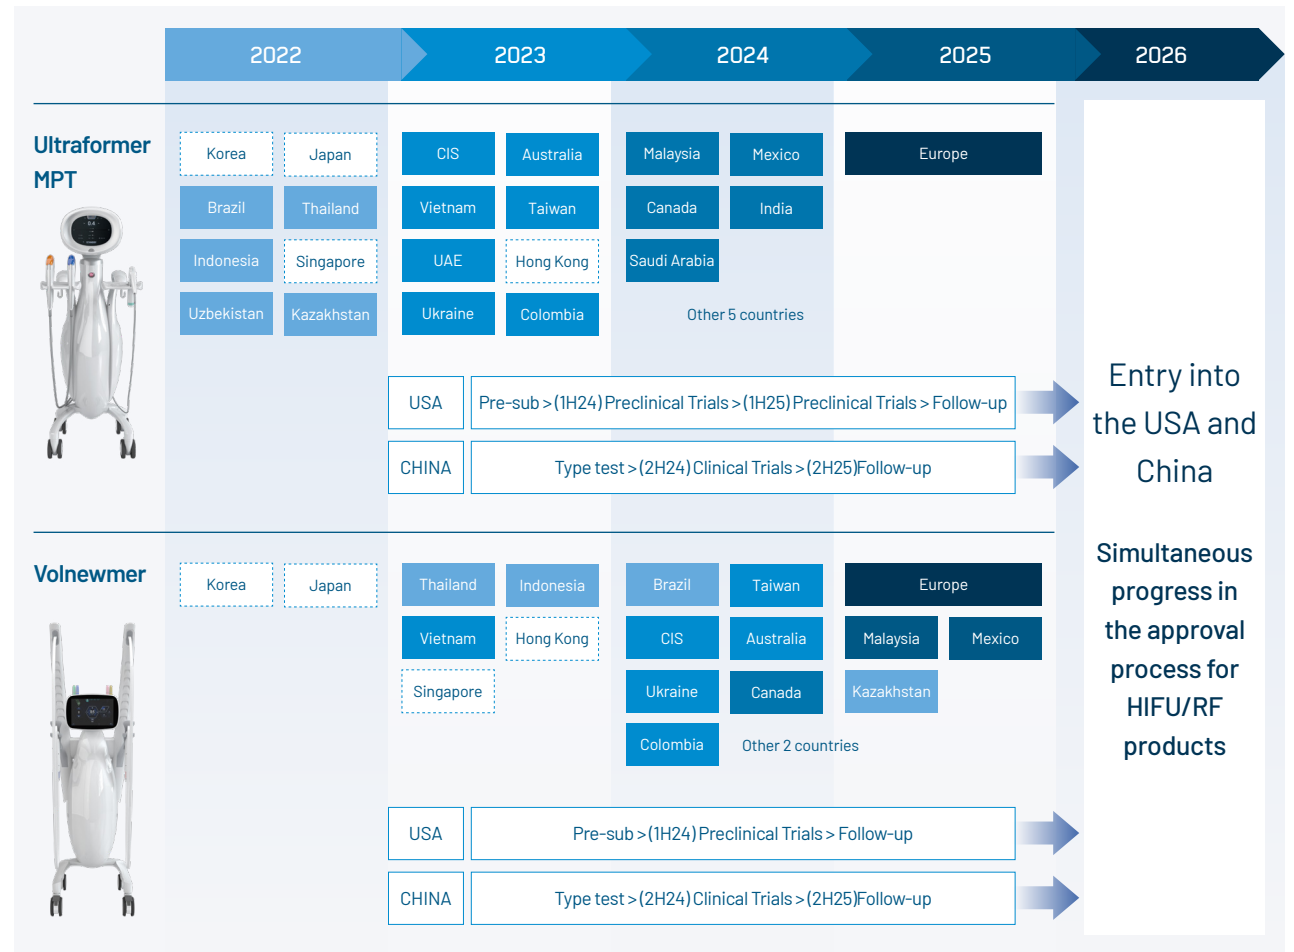 2022
2023
2024
2025
2026
Ultraformer
MPT
Korea
Japan
CIS
Australia
Malaysia
Mexico
Europe
Brazil
Thailand
Vietnam
Taiwan
Canada
India
Indonesia
Singapore
UAE
Hong Kong
Saudi Arabia
Uzbekistan
Kazakhstan
Ukraine
Colombia
Other 5 countries
USA
Pre-sub > (1H24) Preclinical Trials > (1H25) Preclinical Trials > Follow-up
CHINA
Type test > (2H24) Clinical Trials > (2H25)Follow-up
Entry into
the USA and
China
Simultaneous
progress in
the approval
process for
HIFU/RF
products
Volnewmer
Korea
Japan
Thailand
Indonesia
Brazil
Taiwan
Europe
Vietnam
Hong Kong
CIS
Australia
Malaysia
Mexico
Singapore
Ukraine
Canada
Kazakhstan
Colombia
Other 2 countries
USA
Pre-sub > (1H24) Preclinical Trials > Follow-up
CHINA
Type test > (2H24) Clinical Trials > (2H25)Follow-up